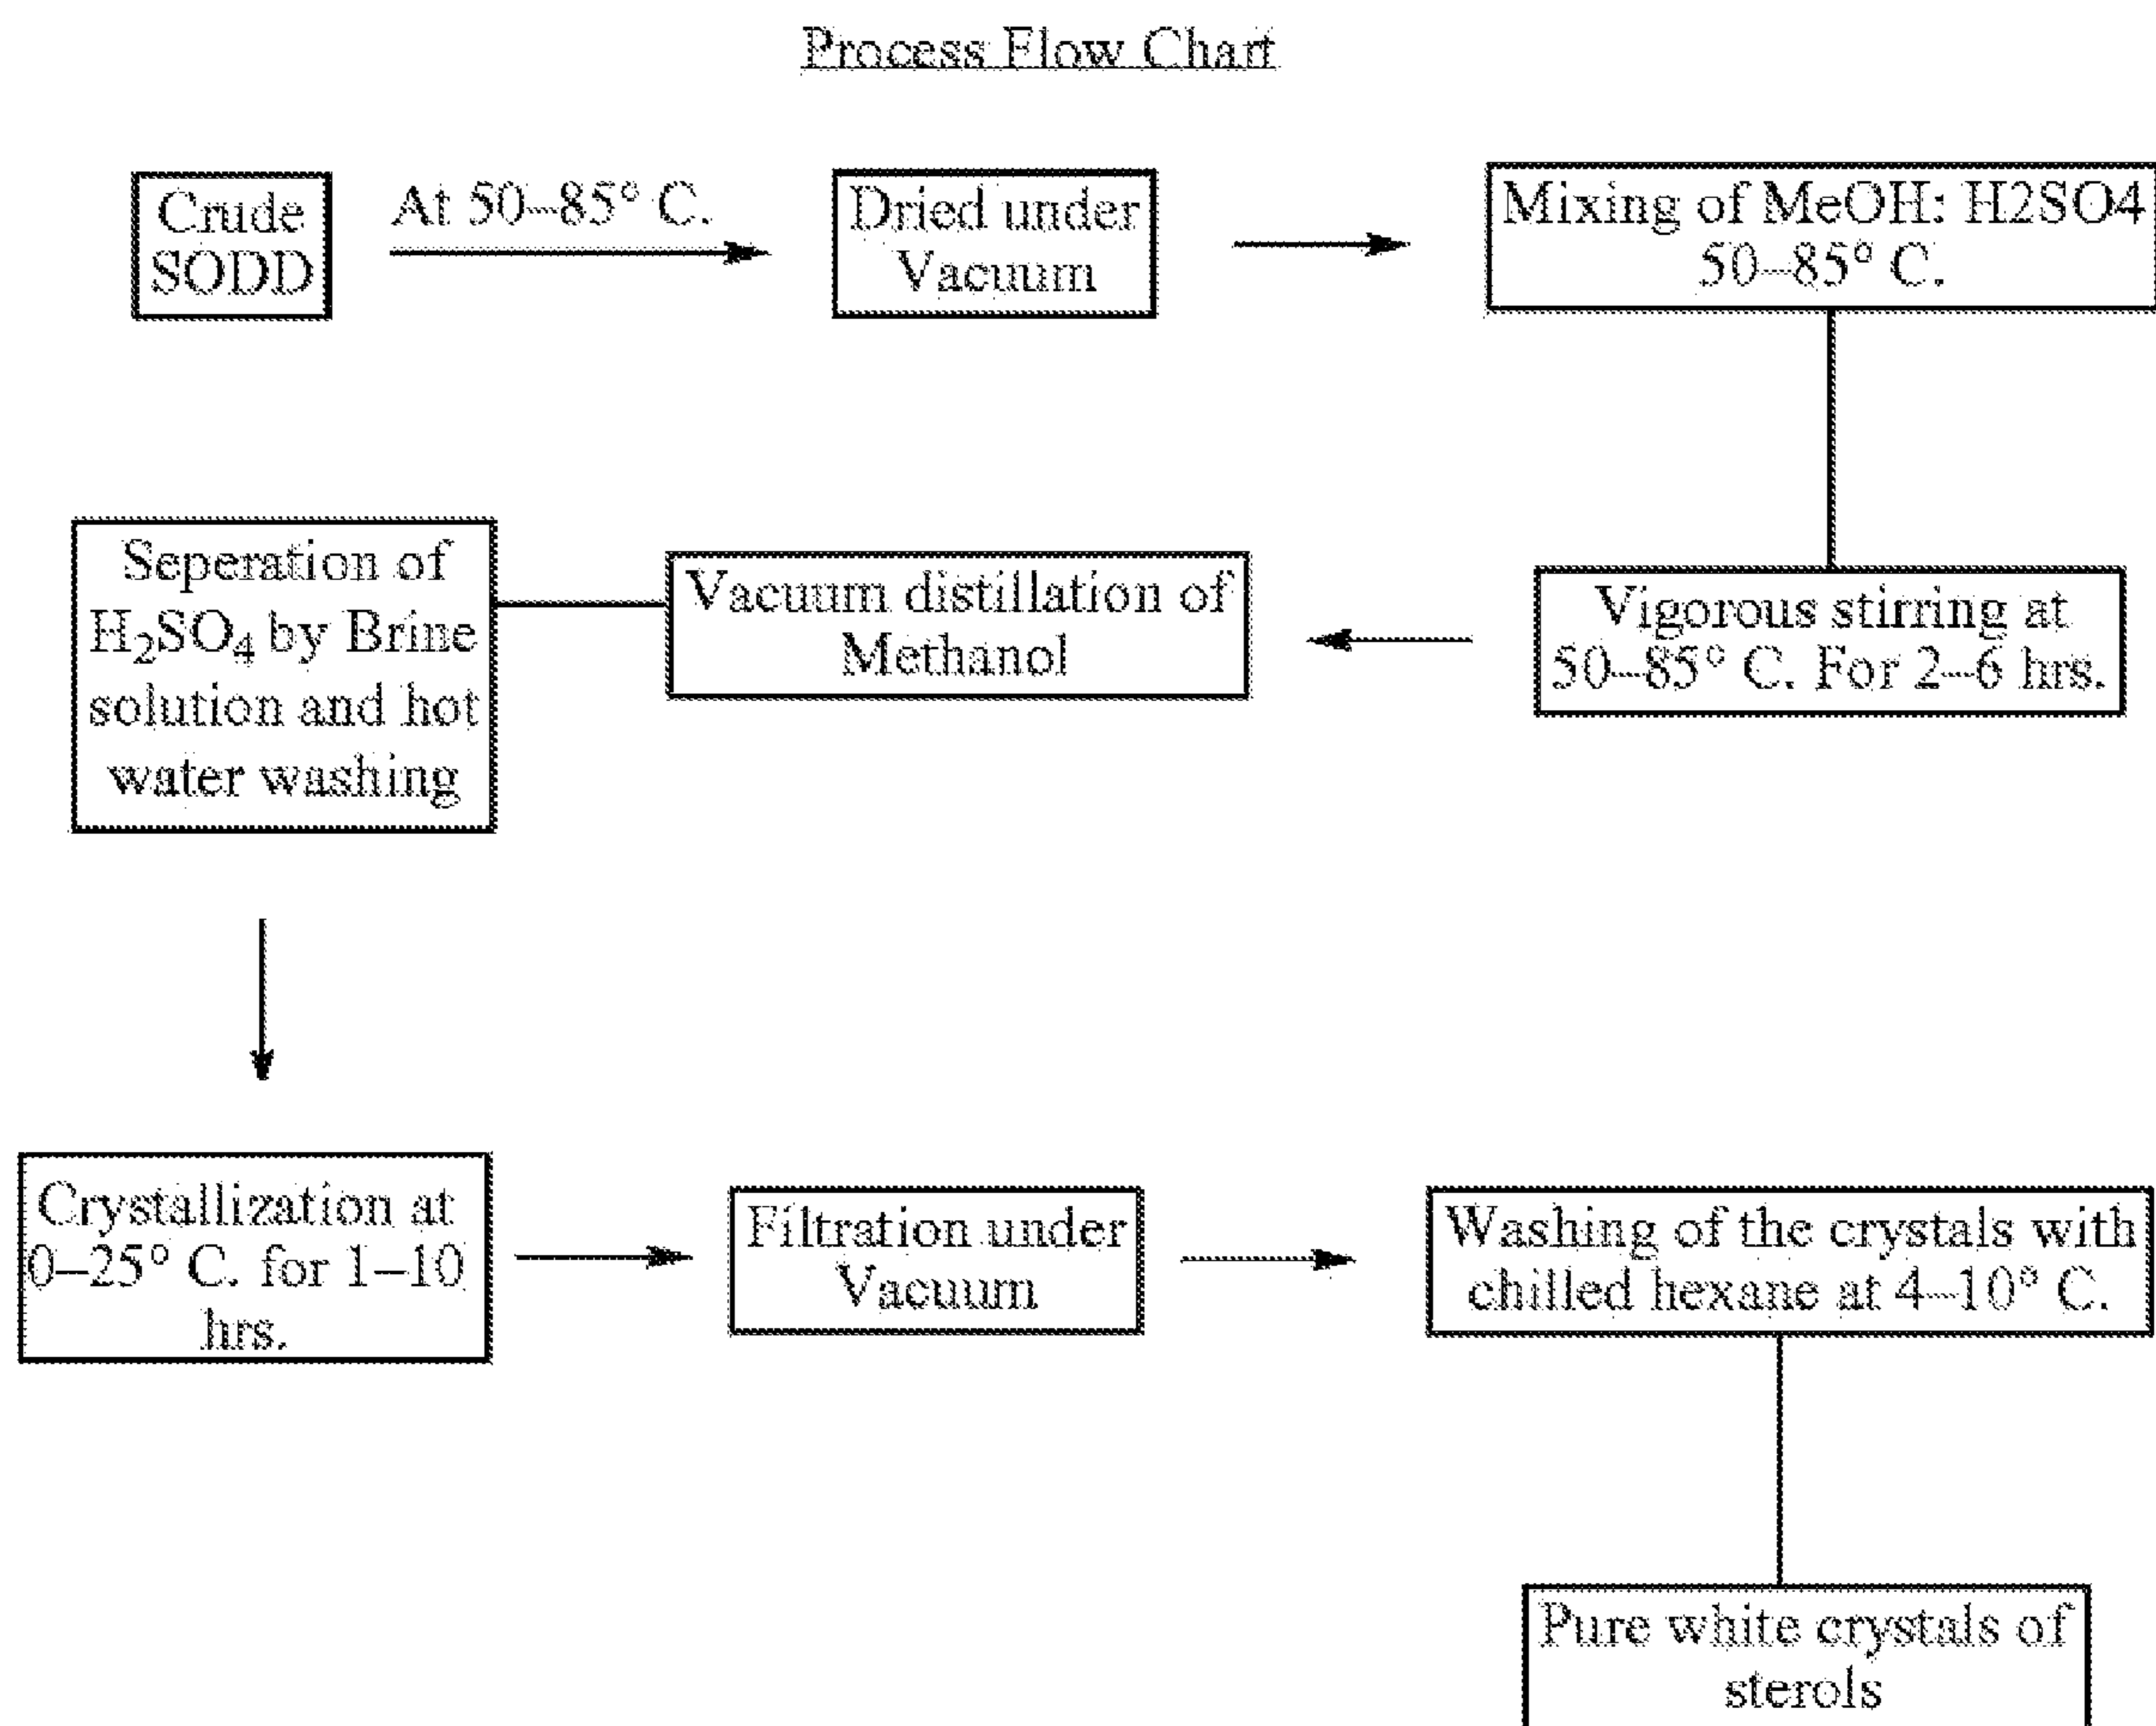 Process Flow Chart
Crude
SODD
At 50–85° C.
Dried under
Vacuum
Mixing of MeOH: H2SO4
50–85° C.
Vigorous stirring at
50–85° C. For 2–6 hrs.
Vacuum distillation of
Methanol
Seperation of
H₂SO₄ by Brine
solution and hot
water washing
Crystallization at
0–25° C. for 1–10
hrs.
Filtration under
Vacuum
Washing of the crystals with
chilled hexane at 4–10° C.
Pure white crystals of
sterols